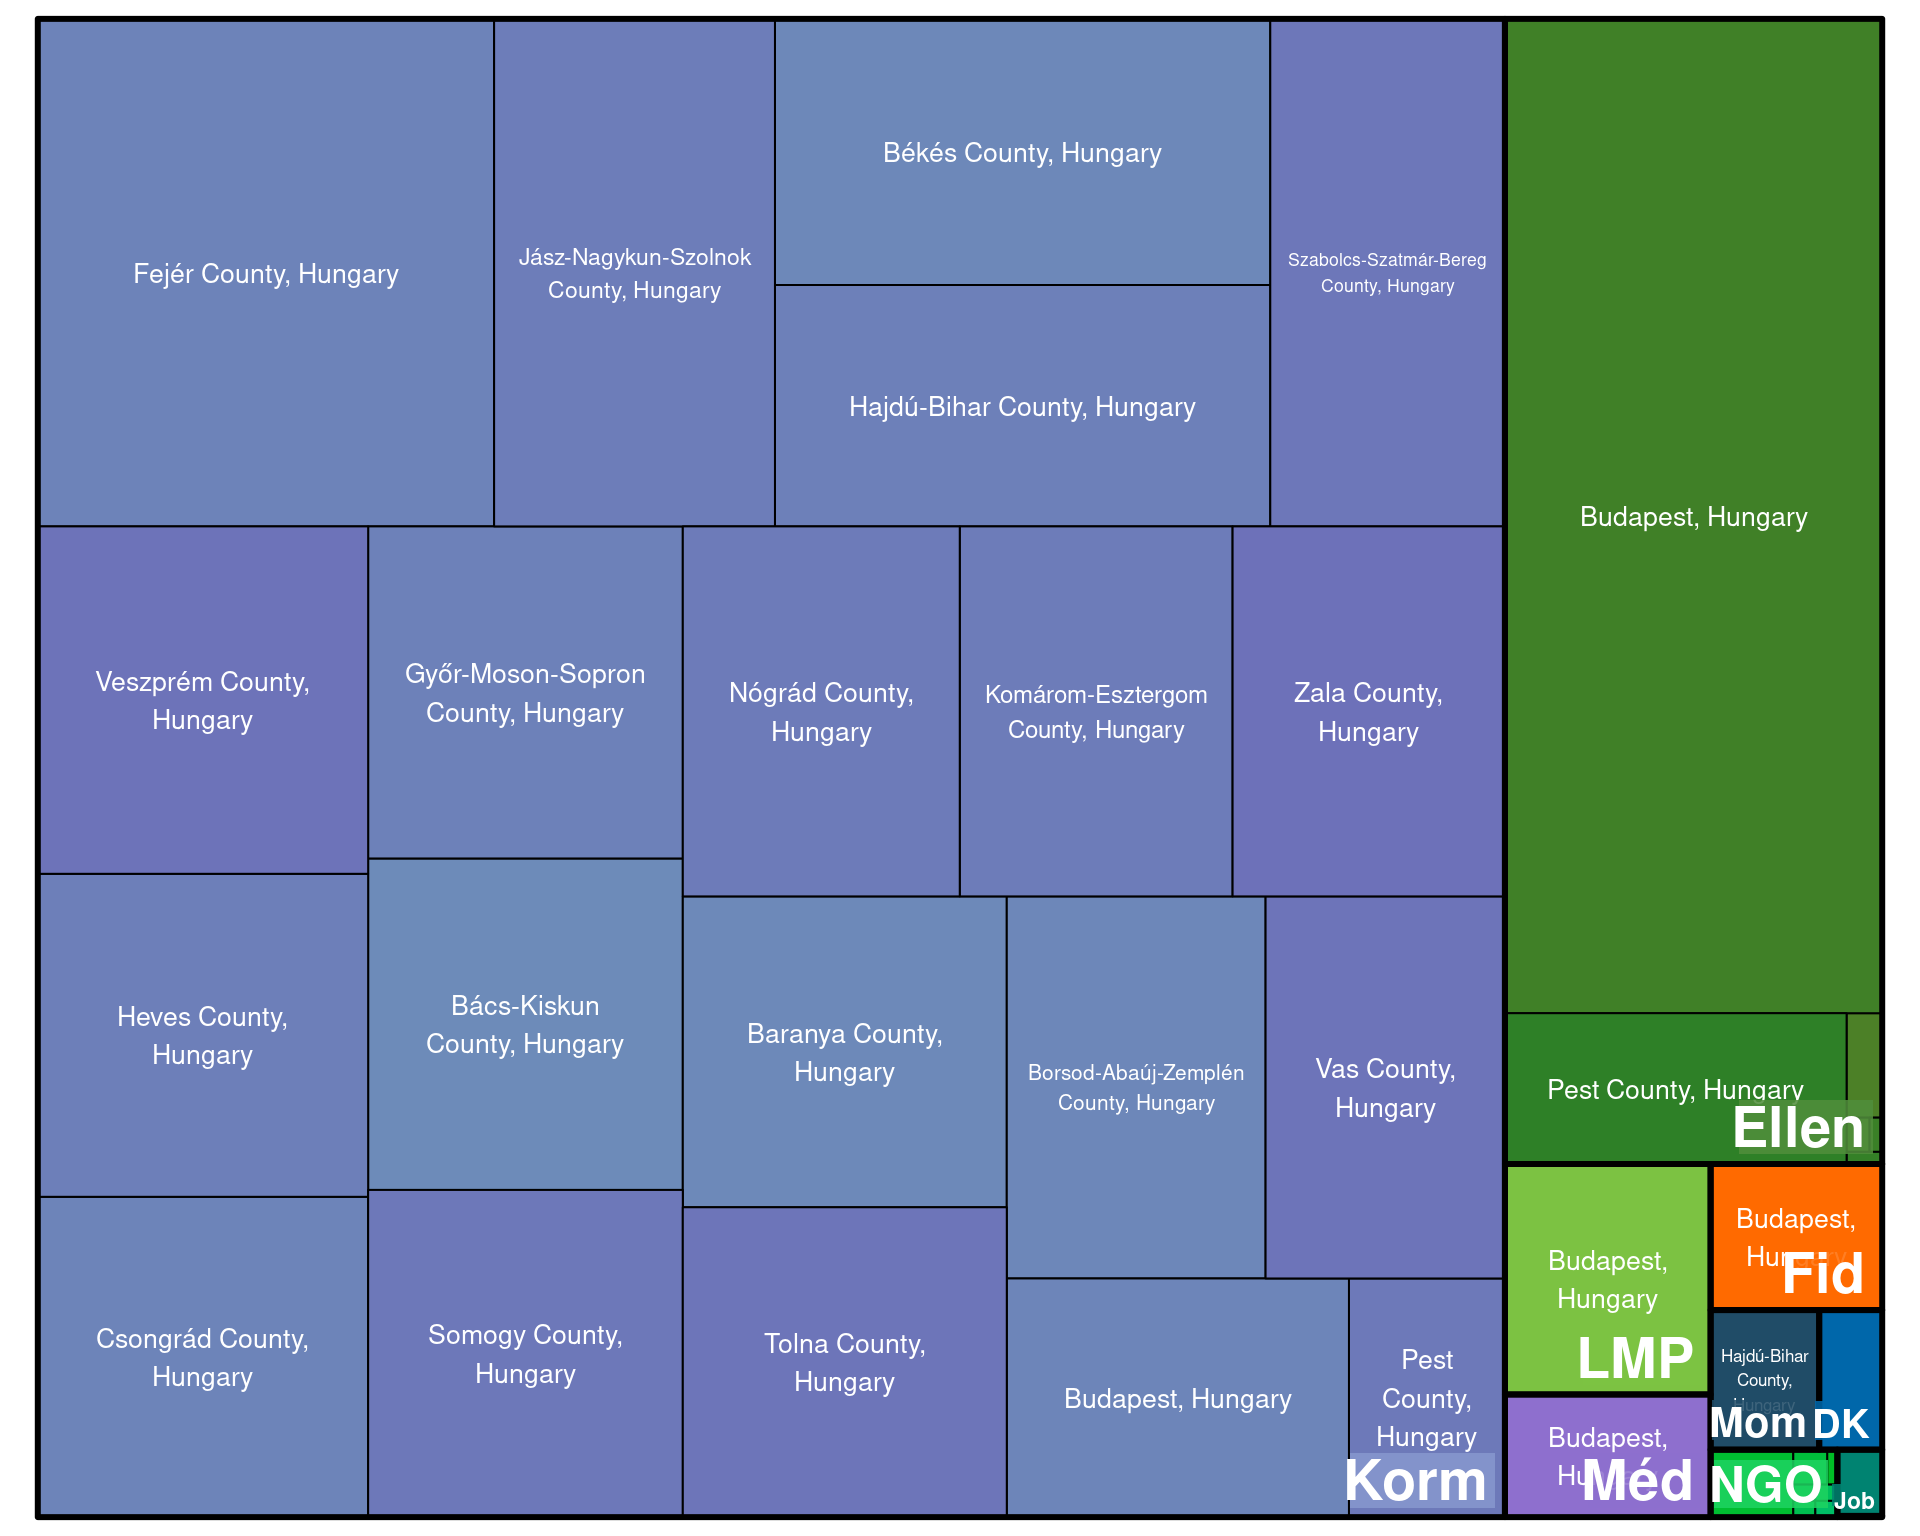 Fejér County, Hungary
Jász-Nagykun-Szolnok
County, Hungary
Békés County, Hungary
Hajdú-Bihar County, Hungary
Szabolcs-Szatmár-Bereg
County, Hungary
Veszprém County,
Hungary
Győr-Moson-Sopron
County, Hungary
Nógrád County,
Hungary
Komárom-Esztergom
County, Hungary
Zala County,
Hungary
Heves County,
Hungary
Bács-Kiskun
County, Hungary
Baranya County,
Hungary
Borsod-Abaúj-Zemplén
County, Hungary
Vas County,
Hungary
Csongrád County,
Hungary
Somogy County,
Hungary
Tolna County,
Hungary
Budapest, Hungary
Pest
County,
Hungary
Korm
Budapest, Hungary
Pest County, Hungary
Ellen
Budapest,
Hungary
LMP
Budapest,
Hungary
Fid
Hajdú-Bihar
County,
Hungary
Mom
DK
Budapest,
Méd
NGO
Job